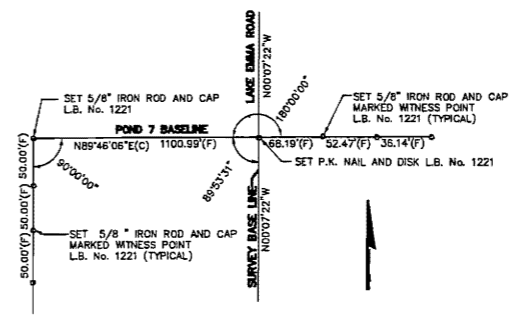 LAKE EMMA ROAD
N00°07'22"W
180°00'00"
SET 5/8" IRON ROD AND CAP
L.B. No. 1221
SET 5/8" IRON ROD AND CAP
MARKED WITNESS POINT
L.B. No. 1221 (TYPICAL)
POND 7 BASELINE
N89°46'06"E(C) 1100.99'(F)
68.19'(F)
52.47'(F)
36.14'(F)
SET P.K. NAIL AND DISK L.B. No. 1221
50.00'(F)
50.00'(F)
50.00'(F)
90°00'00"
89°53'31"
SET 5/8" IRON ROD AND CAP
MARKED WITNESS POINT
L.B. No. 1221 (TYPICAL)
SURVEY BASE LINE
N00°07'22"W